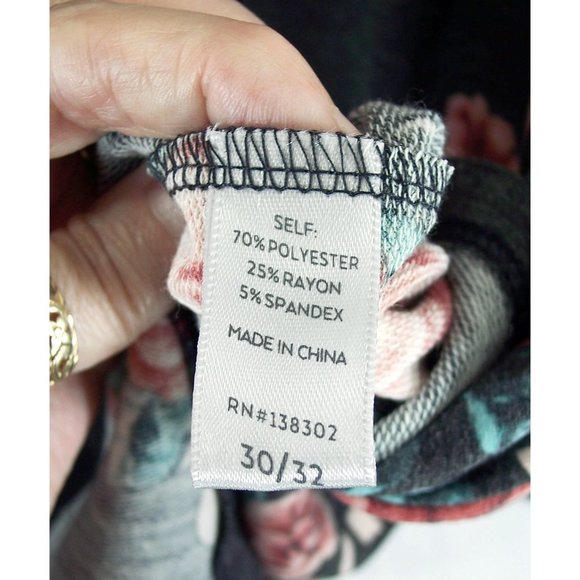 SELF:
70% POLYESTER
25% RAYON
5% SPANDEX
MADE IN CHINA
RN#138302
30/32